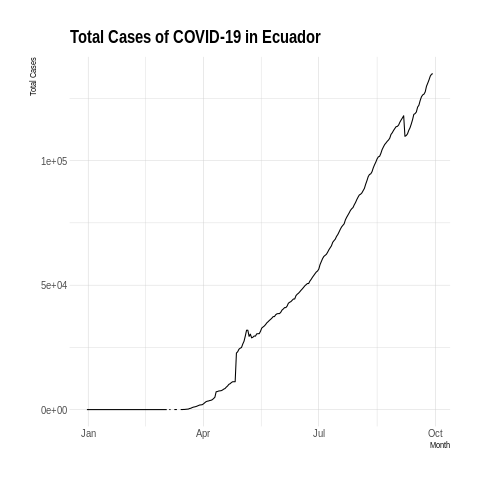 Total Cases of COVID-19 in Ecuador
Total Cases
1e+05
5e+04
0e+00
Jan Apr Jul Oct
Month